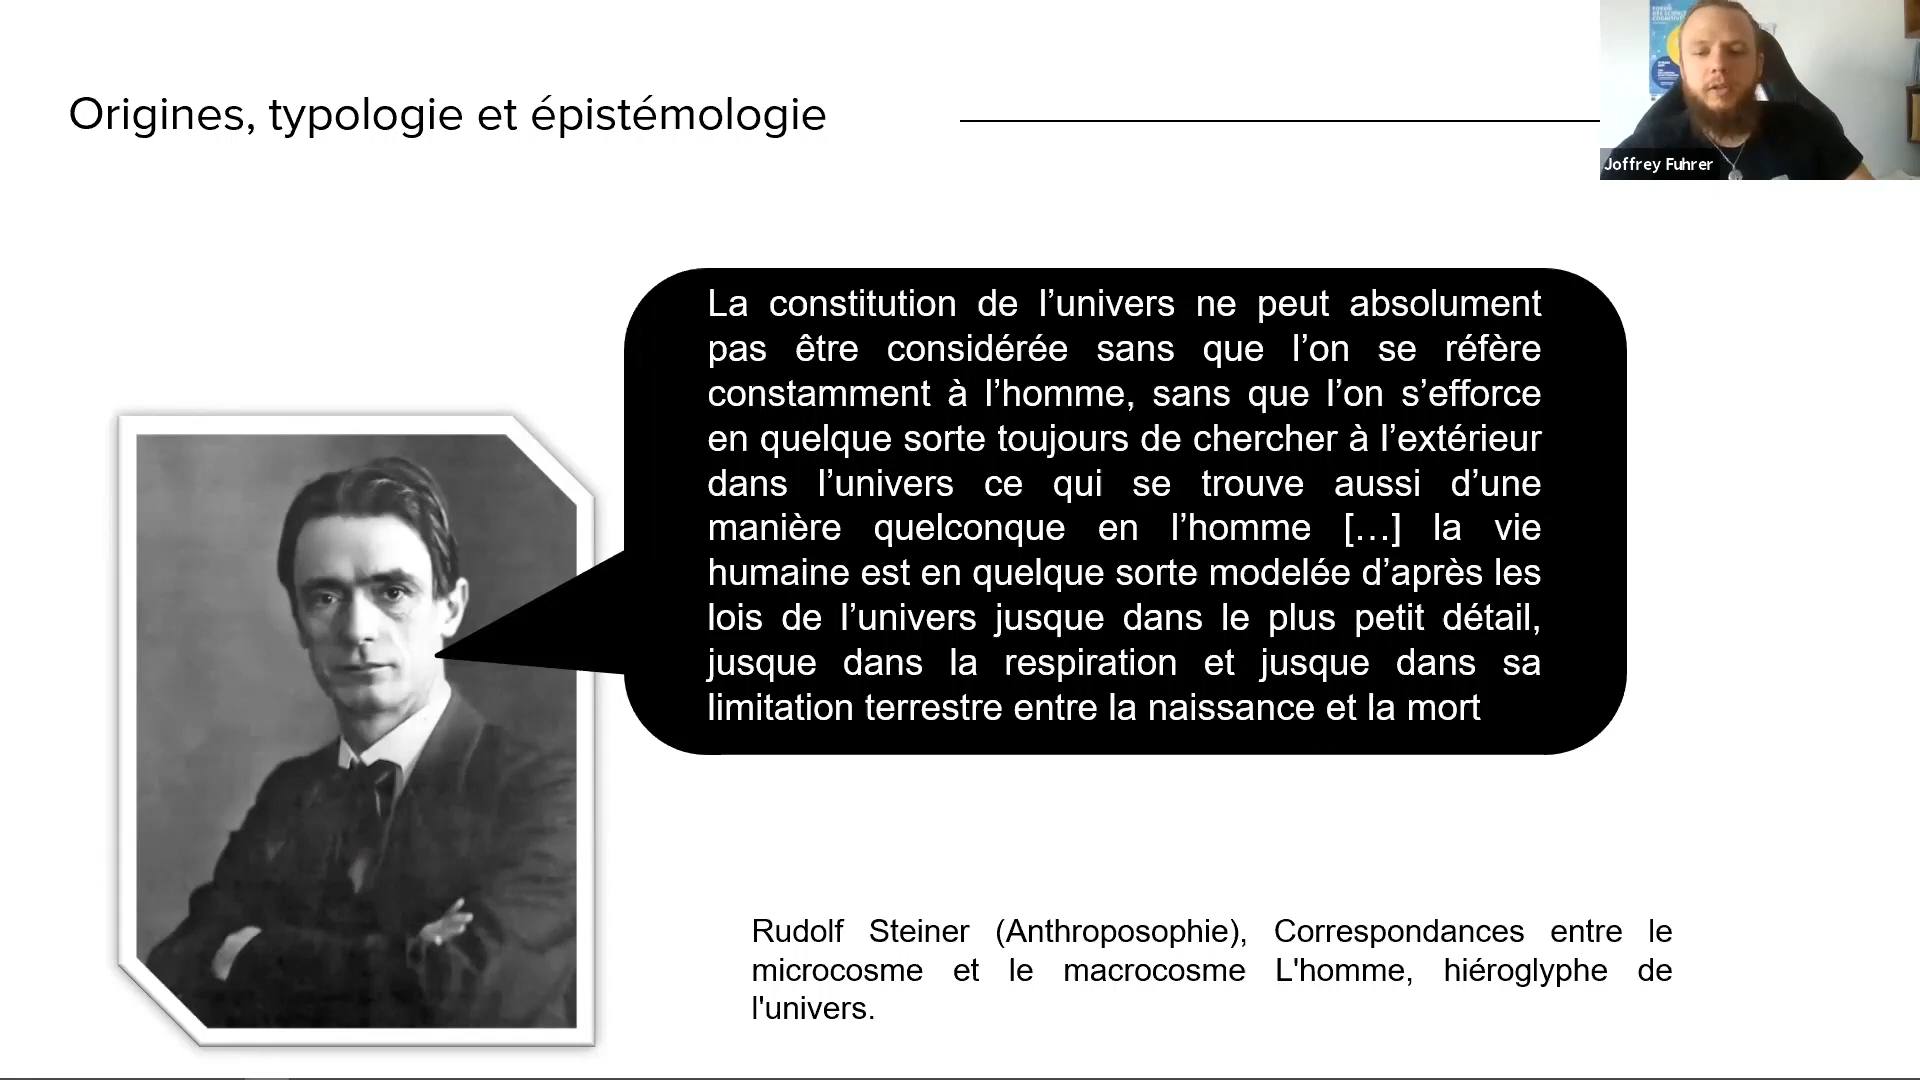 Origines, typologie et épistémologie
FORUM
DES SCIENCES
COGNITIVES
Joffrey Fuhrer
La constitution de l’univers ne peut absolument
pas être considérée sans que l’on se réfère
constamment à l’homme, sans que l’on s’efforce
en quelque sorte toujours de chercher à l’extérieur
dans l’univers ce qui se trouve aussi d’une
manière quelconque en l’homme […] la vie
humaine est en quelque sorte modelée d’après les
lois de l’univers jusque dans le plus petit détail,
jusque dans la respiration et jusque dans sa
limitation terrestre entre la naissance et la mort
Rudolf Steiner (Anthroposophie), Correspondances entre le
microcosme et le macrocosme L'homme, hiéroglyphe de
l'univers.